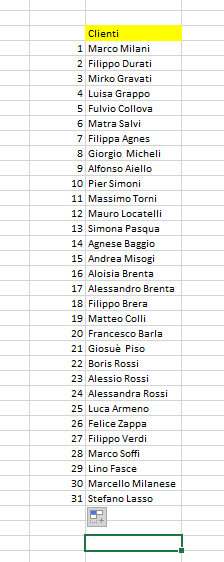 Clienti
1 Marco Milani
2 Filippo Durati
3 Mirko Gravati
4 Luisa Grappo
5 Fulvio Collova
6 Matra Salvi
7 Filippa Agnes
8 Giorgio Micheli
9 Alfonso Aiello
10 Pier Simoni
11 Massimo Torni
12 Mauro Locatelli
13 Simona Pasqua
14 Agnese Baggio
15 Andrea Misogi
16 Aloisia Brenta
17 Alessandro Brenta
18 Filippo Brera
19 Matteo Colli
20 Francesco Barla
21 Giosuè Piso
22 Boris Rossi
23 Alessio Rossi
24 Alessandra Rossi
25 Luca Armeno
26 Felice Zappa
27 Filippo Verdi
28 Marco Soffi
29 Lino Fasce
30 Marcello Milanese
31 Stefano Lasso